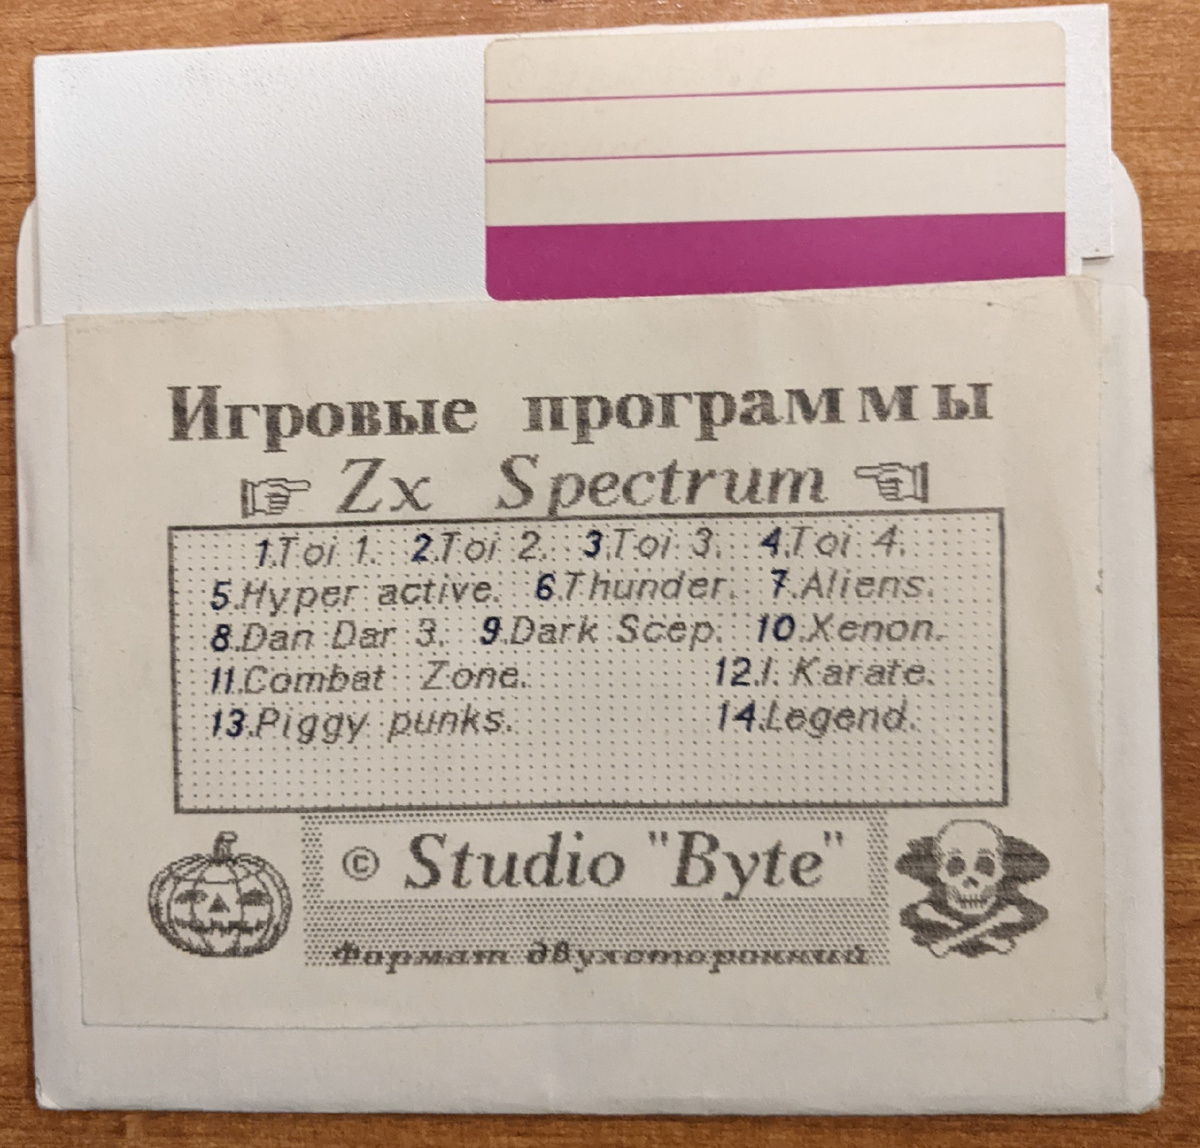 Игровые программы
Zx Spectrum
1.Toi 1. 2.Toi 2. 3.Toi 3. 4.Toi 4.
5.Hyper active. 6.Thunder. 7.Aliens.
8.Dan Dar 3. 9.Dark Scep. 10.Xenon.
11.Combat Zone. 12.I. Karate.
13.Piggy punks. 14.Legend.
© Studio "Byte"
Формат двухсторонний